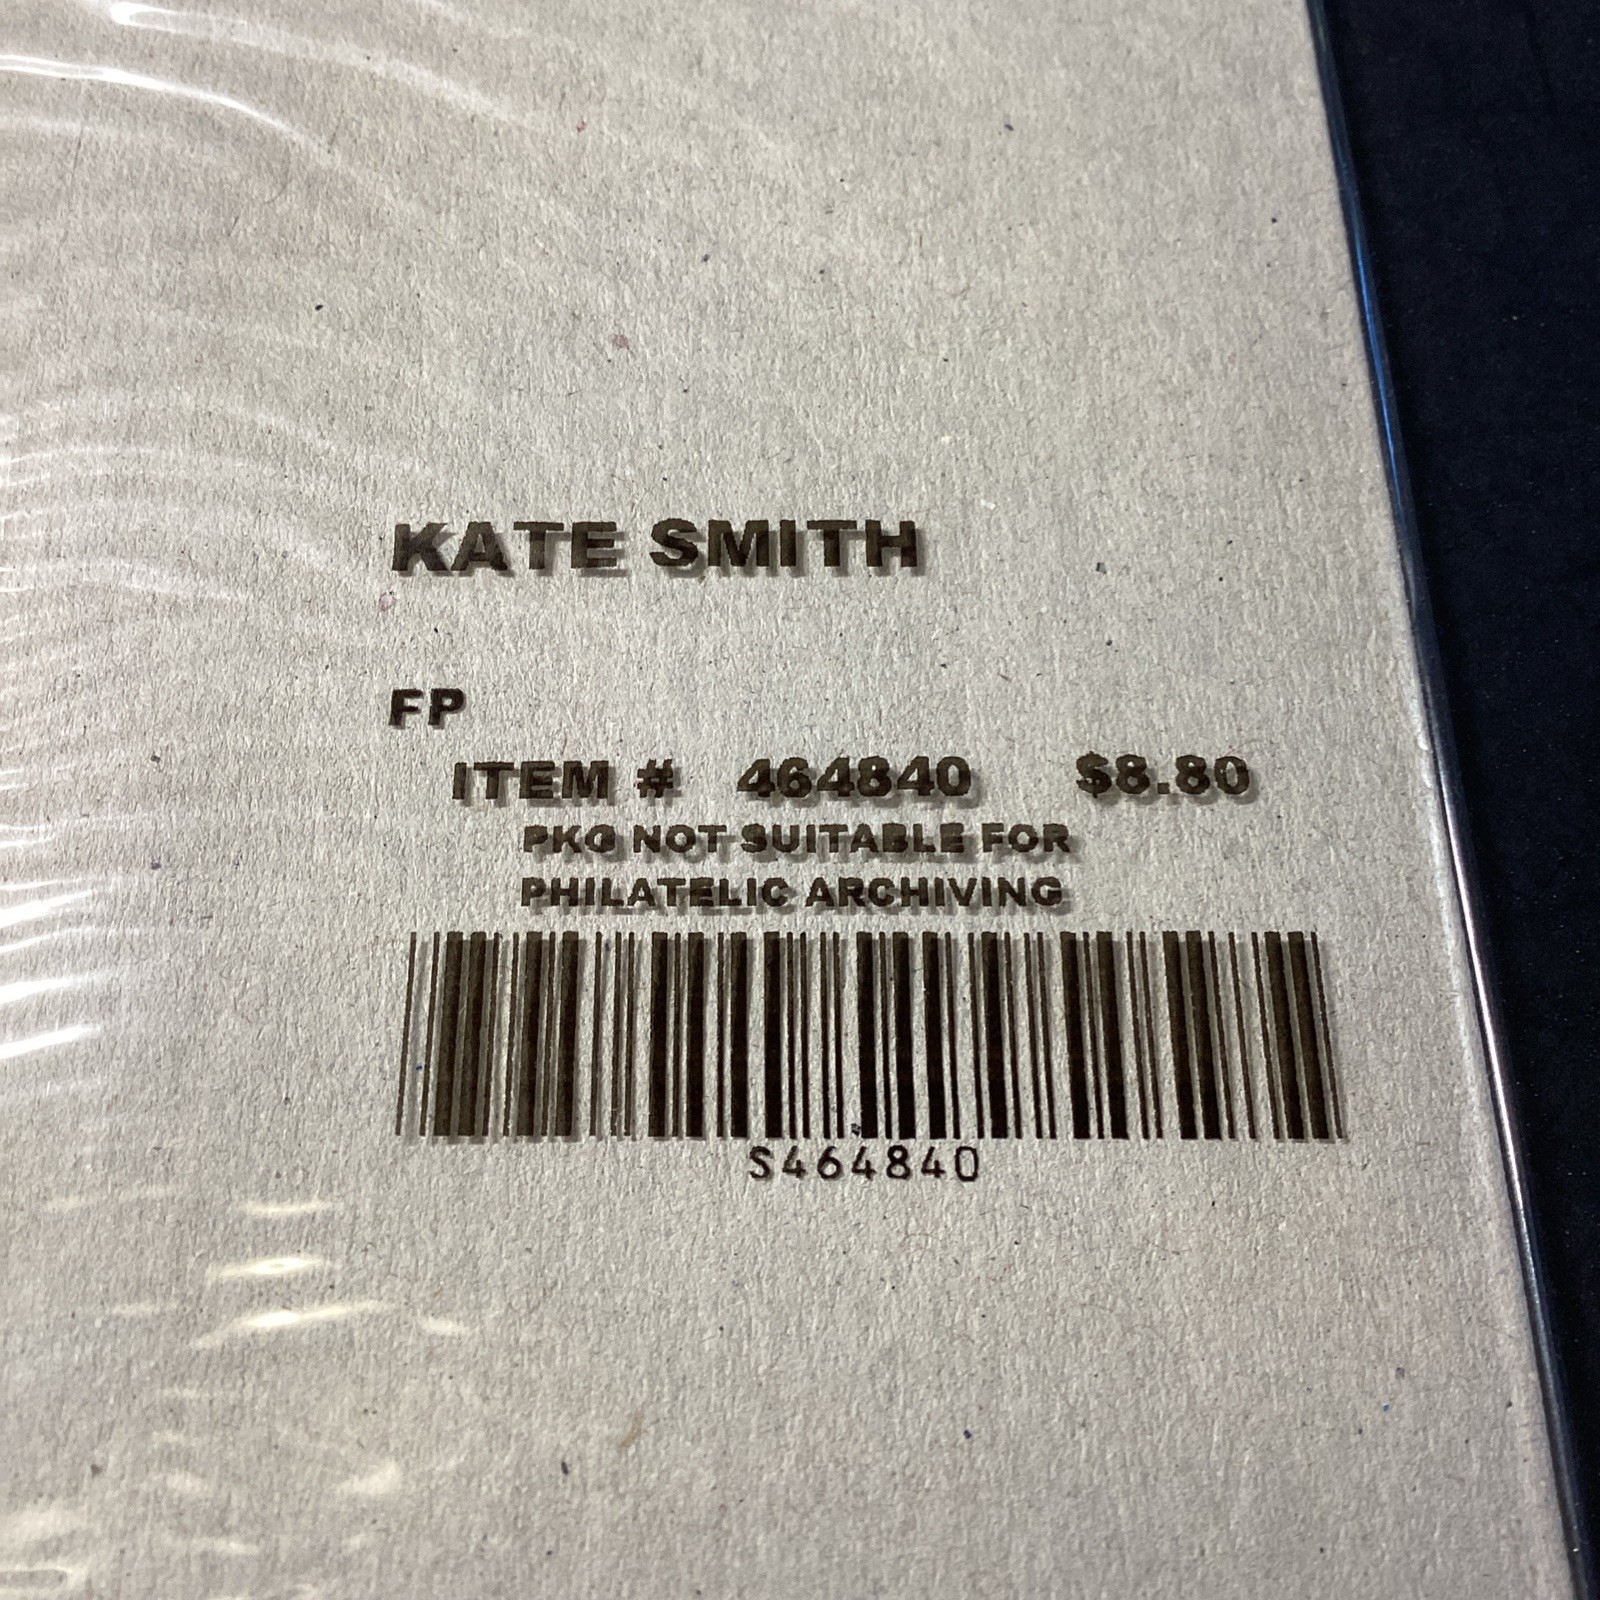 KATE SMITH
FP
ITEM # 464840 $8.80
PKG NOT SUITABLE FOR
PHILATELIC ARCHIVING
S464840